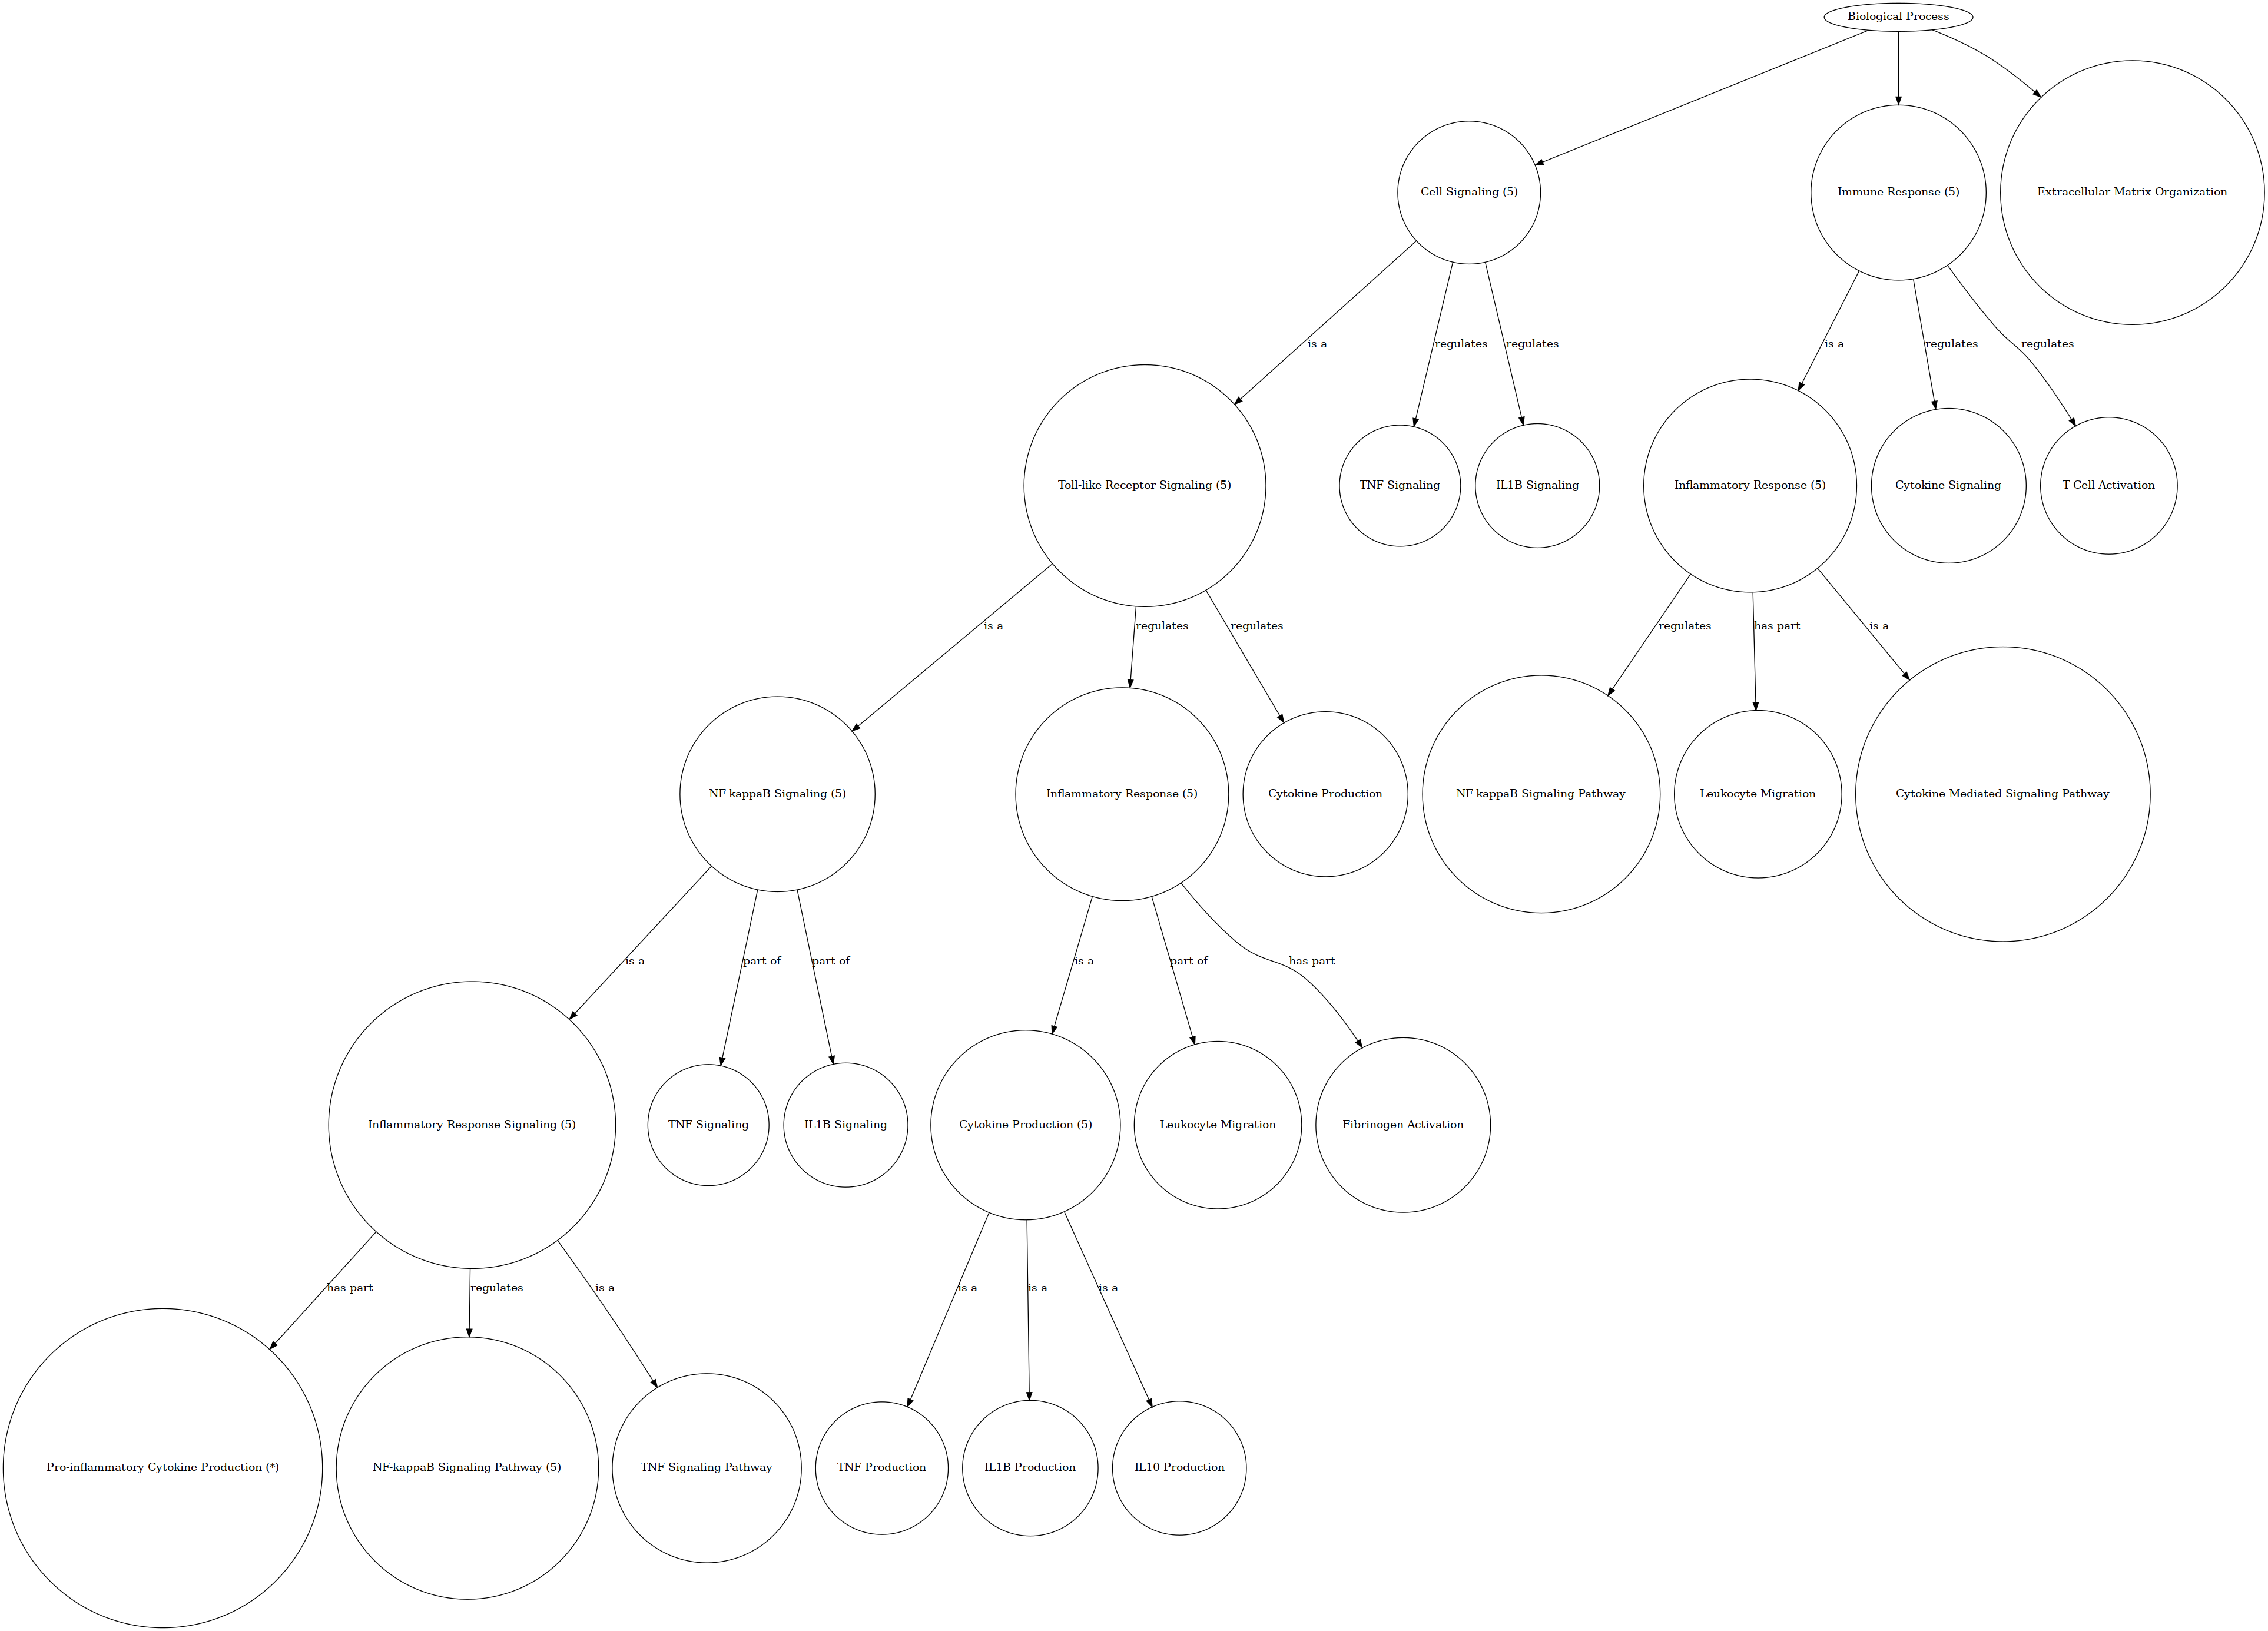 Biological Process
Cell Signaling (5)
Immune Response (5)
Extracellular Matrix Organization
is a
regulates
regulates
is a
regulates
regulates
Toll-like Receptor Signaling (5)
TNF Signaling
IL1B Signaling
Inflammatory Response (5)
Cytokine Signaling
T Cell Activation
is a
regulates
regulates
regulates
has part
is a
NF-kappaB Signaling (5)
Inflammatory Response (5)
Cytokine Production
NF-kappaB Signaling Pathway
Leukocyte Migration
Cytokine-Mediated Signaling Pathway
is a
part of
part of
is a
part of
has part
Inflammatory Response Signaling (5)
TNF Signaling
IL1B Signaling
Cytokine Production (5)
Leukocyte Migration
Fibrinogen Activation
has part
regulates
is a
is a
is a
is a
Pro-inflammatory Cytokine Production (*)
NF-kappaB Signaling Pathway (5)
TNF Signaling Pathway
TNF Production
IL1B Production
IL10 Production